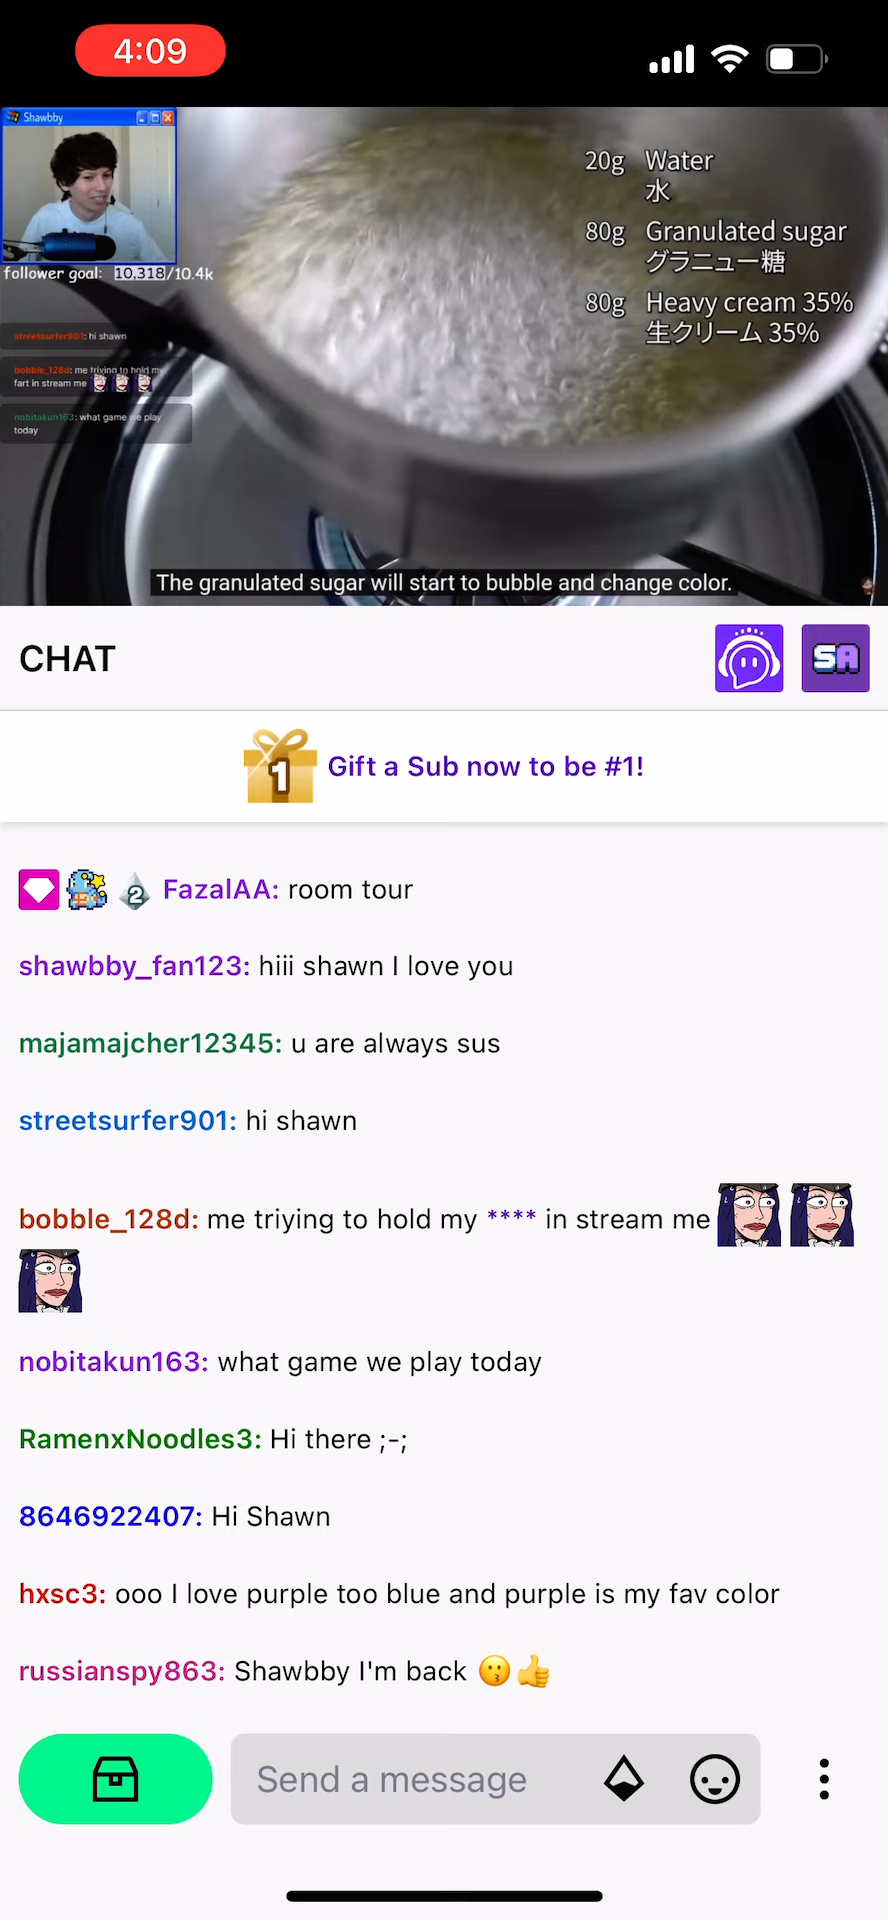 4:09
Shawbby
20g Water
水
80g Granulated sugar
グラニュー糖
80g Heavy cream 35%
生クリーム 35%
follower goal: 10,318/10.4k
streetsurfer901: hi shawn
bobble_128d: me triying to hold my
fart in stream me
nobitakun163: what game we play
today
The granulated sugar will start to bubble and change color.
CHAT
SA
1 Gift a Sub now to be #1!
2 FazalAA: room tour
shawbby_fan123: hiii shawn I love you
majamajcher12345: u are always sus
streetsurfer901: hi shawn
bobble_128d: me triying to hold my **** in stream me
nobitakun163: what game we play today
RamenxNoodles3: Hi there ;-;
8646922407: Hi Shawn
hxsc3: ooo I love purple too blue and purple is my fav color
russianspy863: Shawbby I'm back 😗👍
Send a message